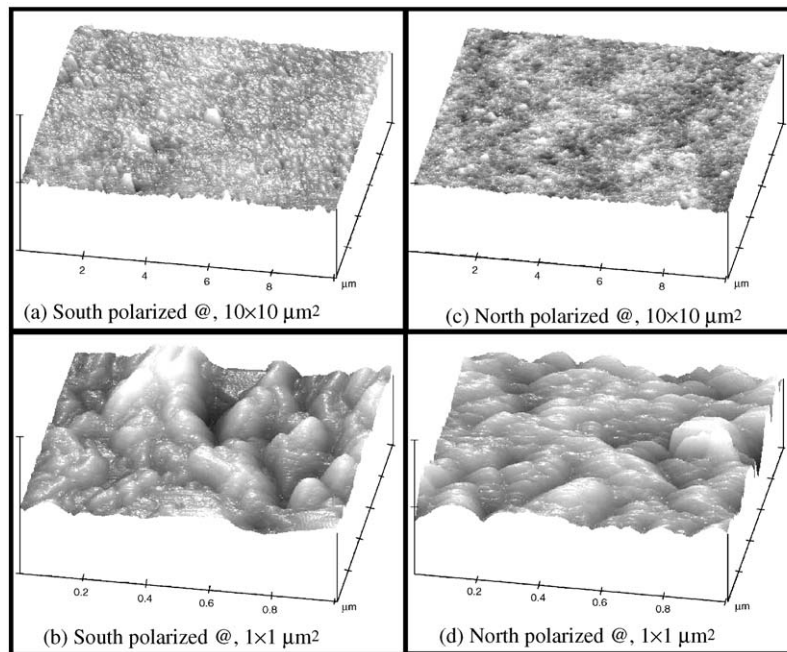 2
4
6
8
μm
(a) South polarized @, 10×10 μm²
2
4
6
8
μm
(c) North polarized @, 10×10 μm²
0.2
0.4
0.6
0.8
μm
(b) South polarized @, 1×1 μm²
0.2
0.4
0.6
0.8
μm
(d) North polarized @, 1×1 μm²